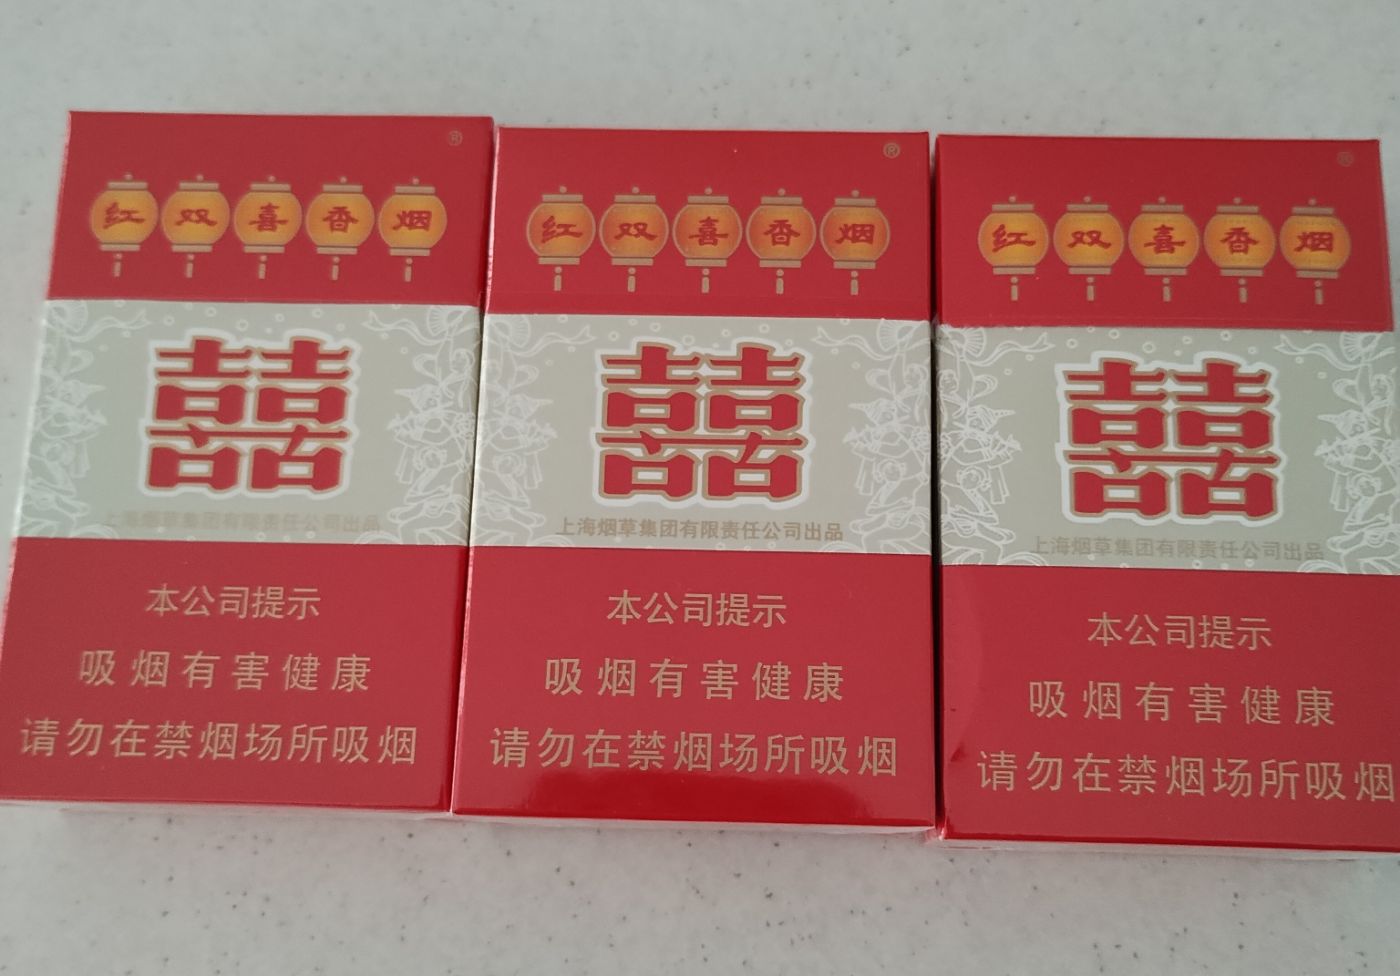 ®
红双喜香烟
囍
上海烟草集团有限责任公司出品
本公司提示
吸烟有害健康
请勿在禁烟场所吸烟
®
红双喜香烟
囍
上海烟草集团有限责任公司出品
本公司提示
吸烟有害健康
请勿在禁烟场所吸烟
®
红双喜香烟
囍
上海烟草集团有限责任公司出品
本公司提示
吸烟有害健康
请勿在禁烟场所吸烟